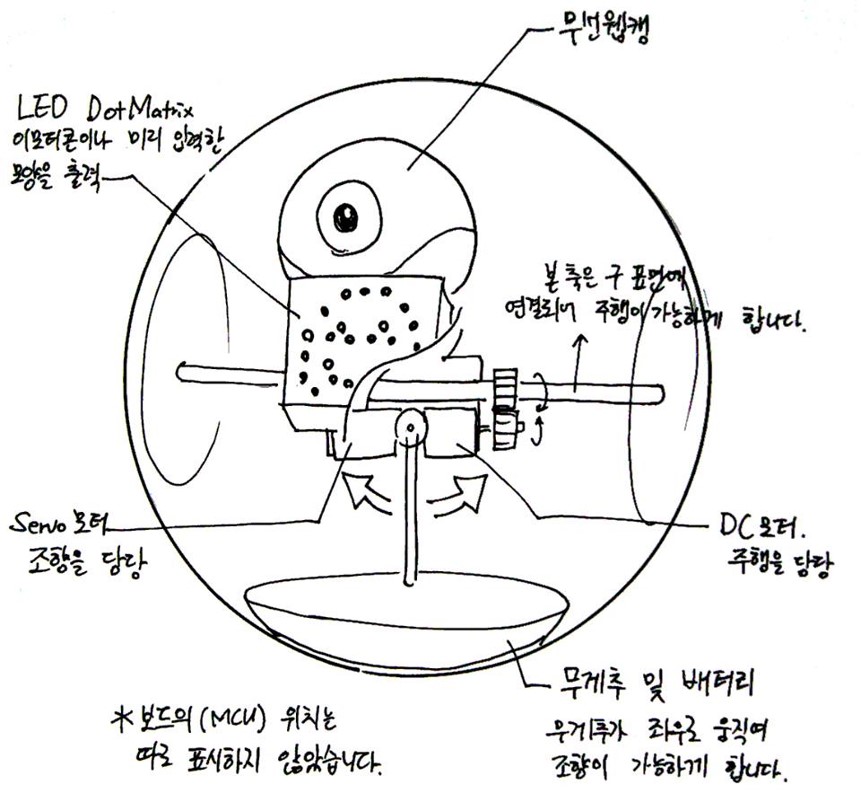 무선웹캠
LED DotMatrix
이모터콘이나 미리 입력한
모양을 출력
본 축은 구 표면에
연결되어 주행이 가능하게 합니다.
Servo 모터
조향을 담당
DC 모터.
주행을 담당
무게추 및 배터리
무게추가 좌우로 움직여
조향이 가능하게 합니다.
* 보드의 (MCU) 위치는
따로 표시하지 않았습니다.